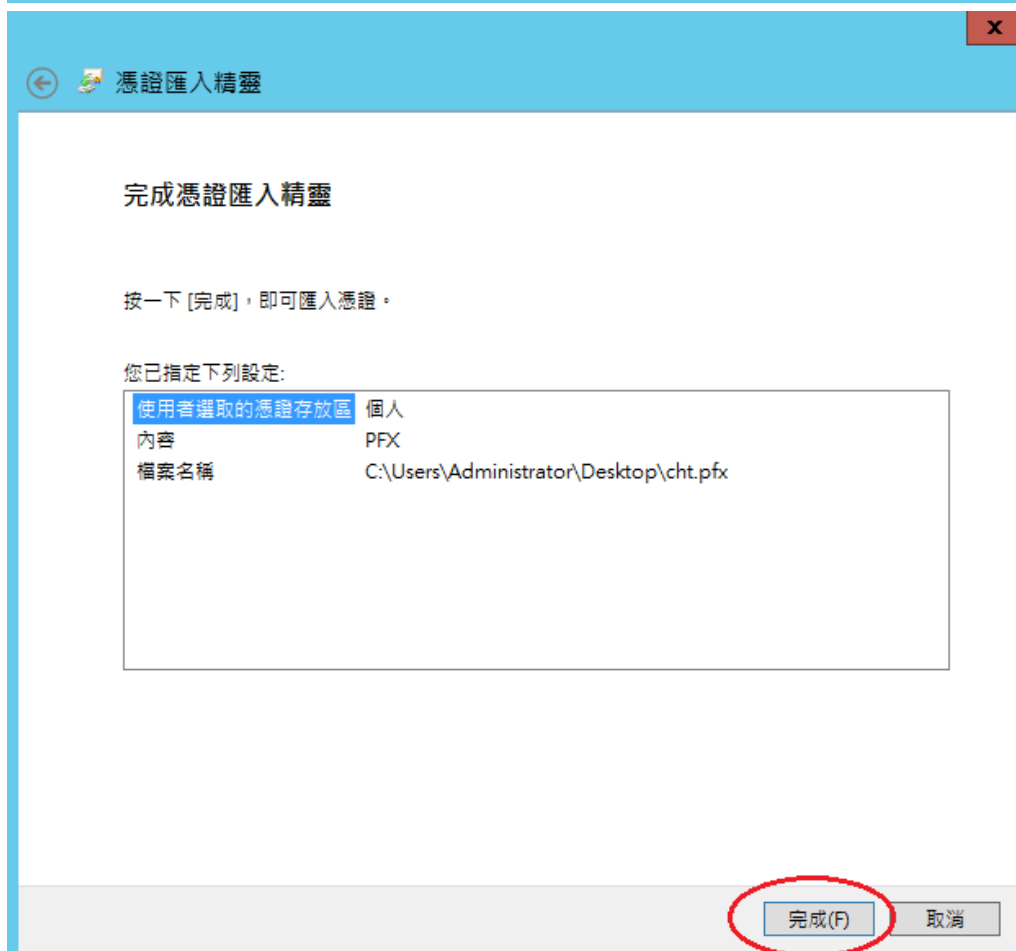 x
憑證匯入精靈
完成憑證匯入精靈
按一下 [完成]，即可匯入憑證。
您已指定下列設定:
使用者選取的憑證存放區 個人
內容 PFX
檔案名稱 C:\Users\Administrator\Desktop\cht.pfx
完成(F) 取消